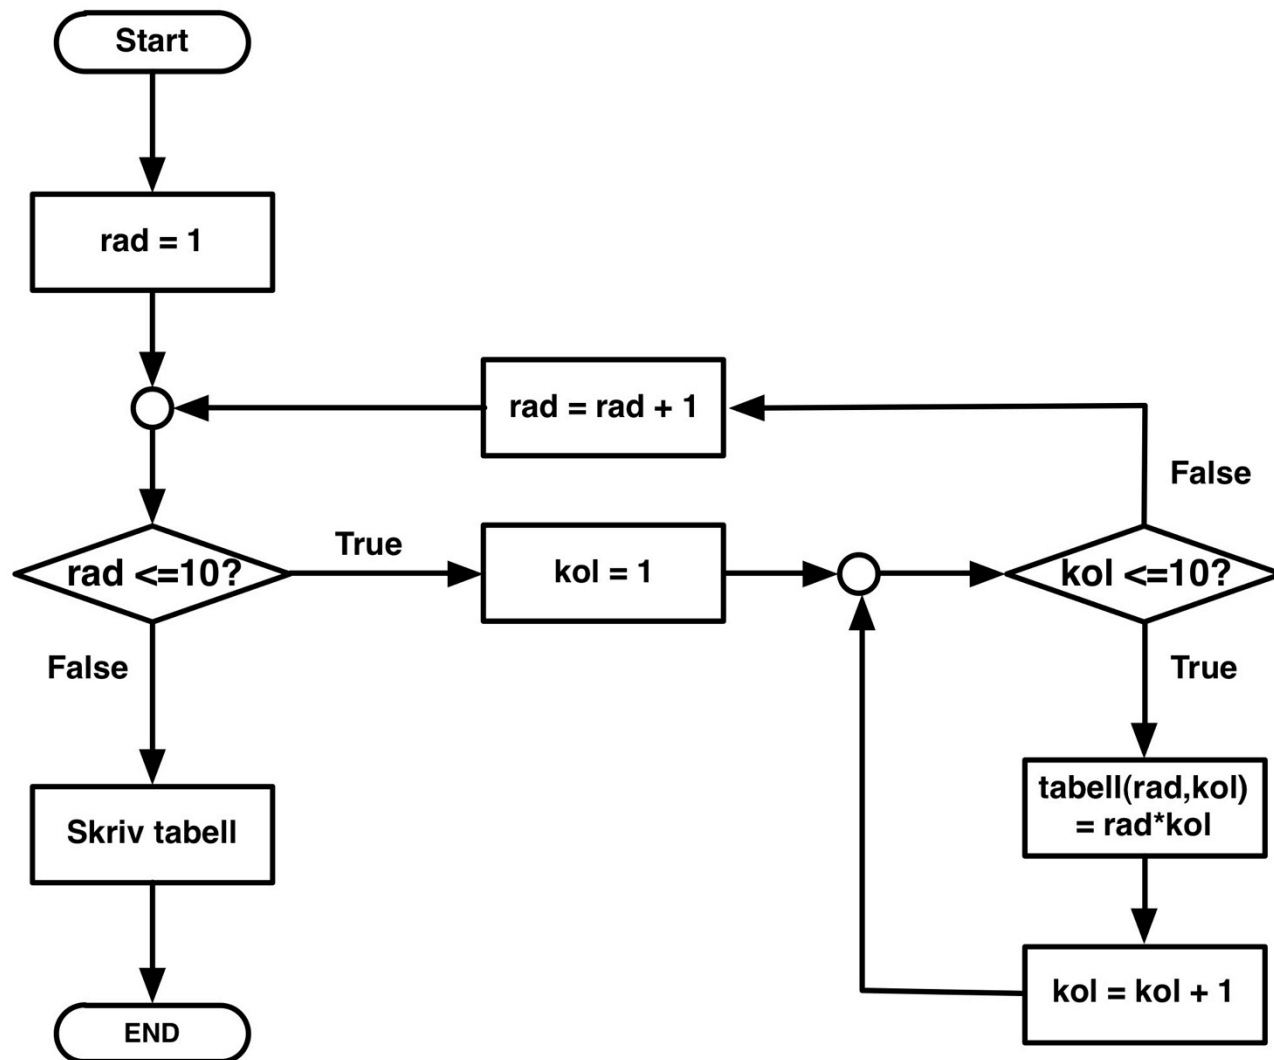 Start
rad = 1
rad = rad + 1
False
rad <=10?
True
kol = 1
kol <=10?
False
True
Skriv tabell
tabell(rad,kol)
= rad*kol
kol = kol + 1
END